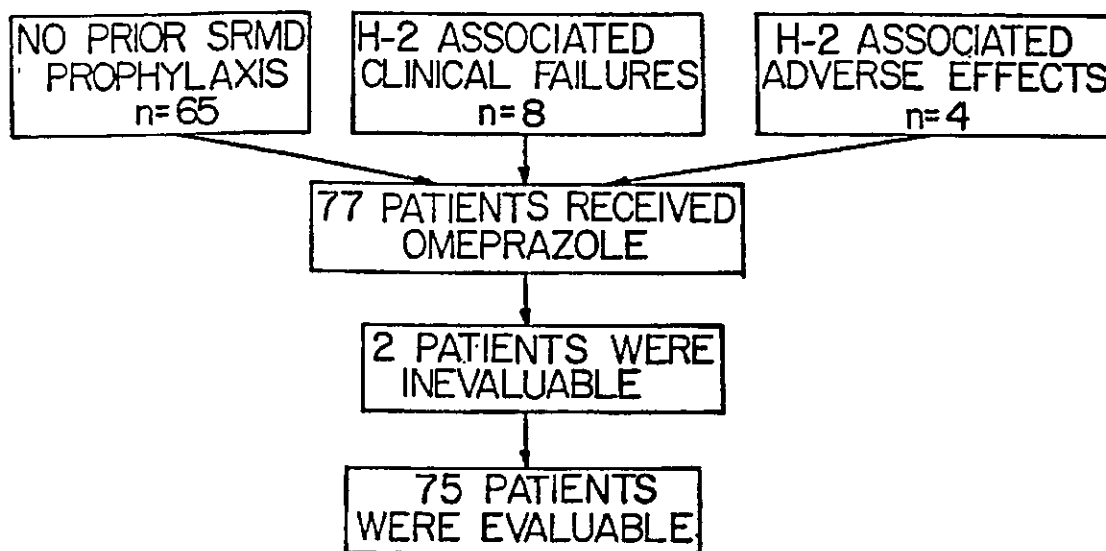 NO PRIOR SRMD
PROPHYLAXIS
n=65
H-2 ASSOCIATED
CLINICAL FAILURES
n=8
H-2 ASSOCIATED
ADVERSE EFFECTS
n=4
77 PATIENTS RECEIVED
OMEPRAZOLE
2 PATIENTS WERE
INEVALUABLE
75 PATIENTS
WERE EVALUABLE